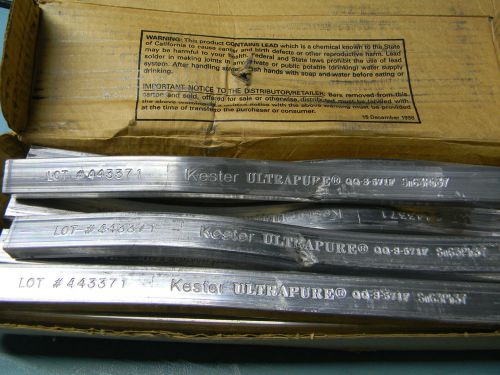 WARNING: This product CONTAINS LEAD which is a chemical known to the State
of California to cause cancer and birth defects or other reproductive harm. Lead
may be harmful to your health. Federal and State laws prohibit the use of lead
solder in making joints in any private or public potable (drinking) water supply
system. After handling solder wash hands with soap and water before eating or
drinking.
IMPORTANT NOTICE to the DISTRIBUTOR/RETAILER: Bars removed from this
carton and sold, offered for sale or otherwise distributed must be labeled with
the above warning
at the time of transfer to the purchaser or consumer.
15 December 1990
LOT #443371 Kester ULTRAPURE® QQ-S-571F Sn63Pb37
443371
LOT #443371 Kester ULTRAPURE® QQ-S-571F Sn63Pb37
LOT #443371 Kester ULTRAPURE® QQ-S-571F Sn63Pb37